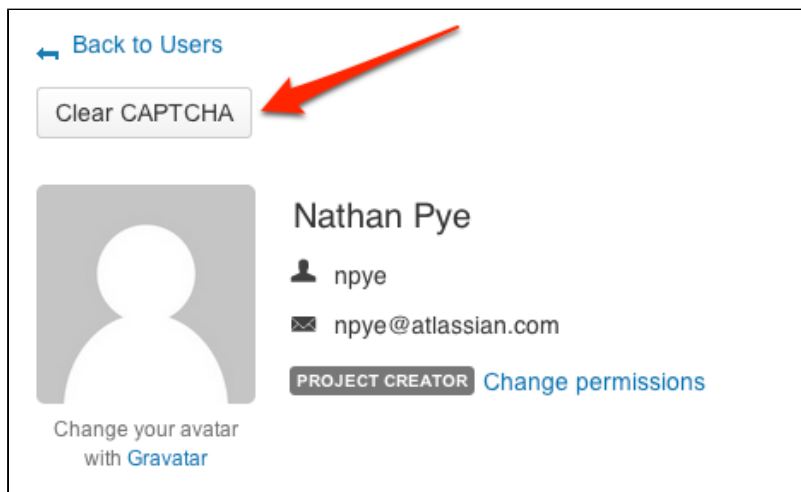 Back to Users
Clear CAPTCHA
Nathan Pye
npye
npye@atlassian.com
PROJECT CREATOR Change permissions
Change your avatar
with Gravatar